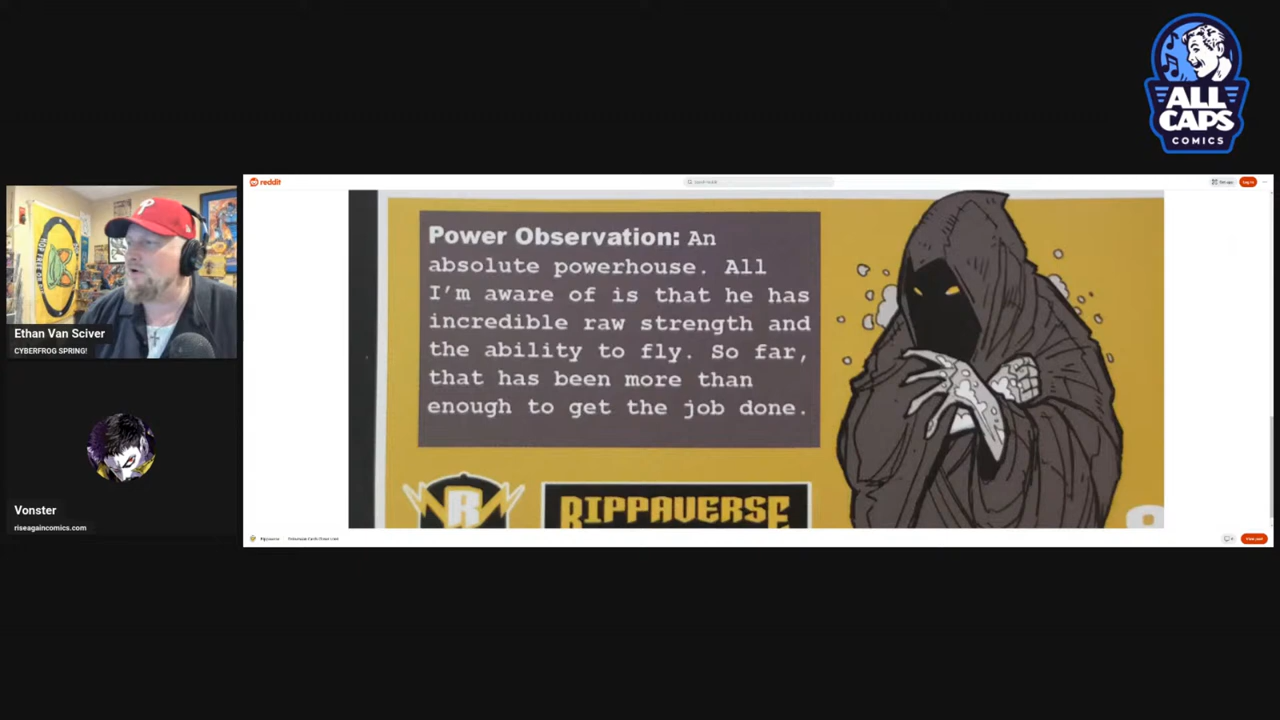 ALL
CAPS
COMICS
reddit
Log In
Power Observation: An
absolute powerhouse. All
I'm aware of is that he has
incredible raw strength and
the ability to fly. So far,
that has been more than
enough to get the job done.
R
RIPPAVERSE
Ethan Van Sciver
CYBERFROG SPRING!
Vonster
riseagaincomics.com